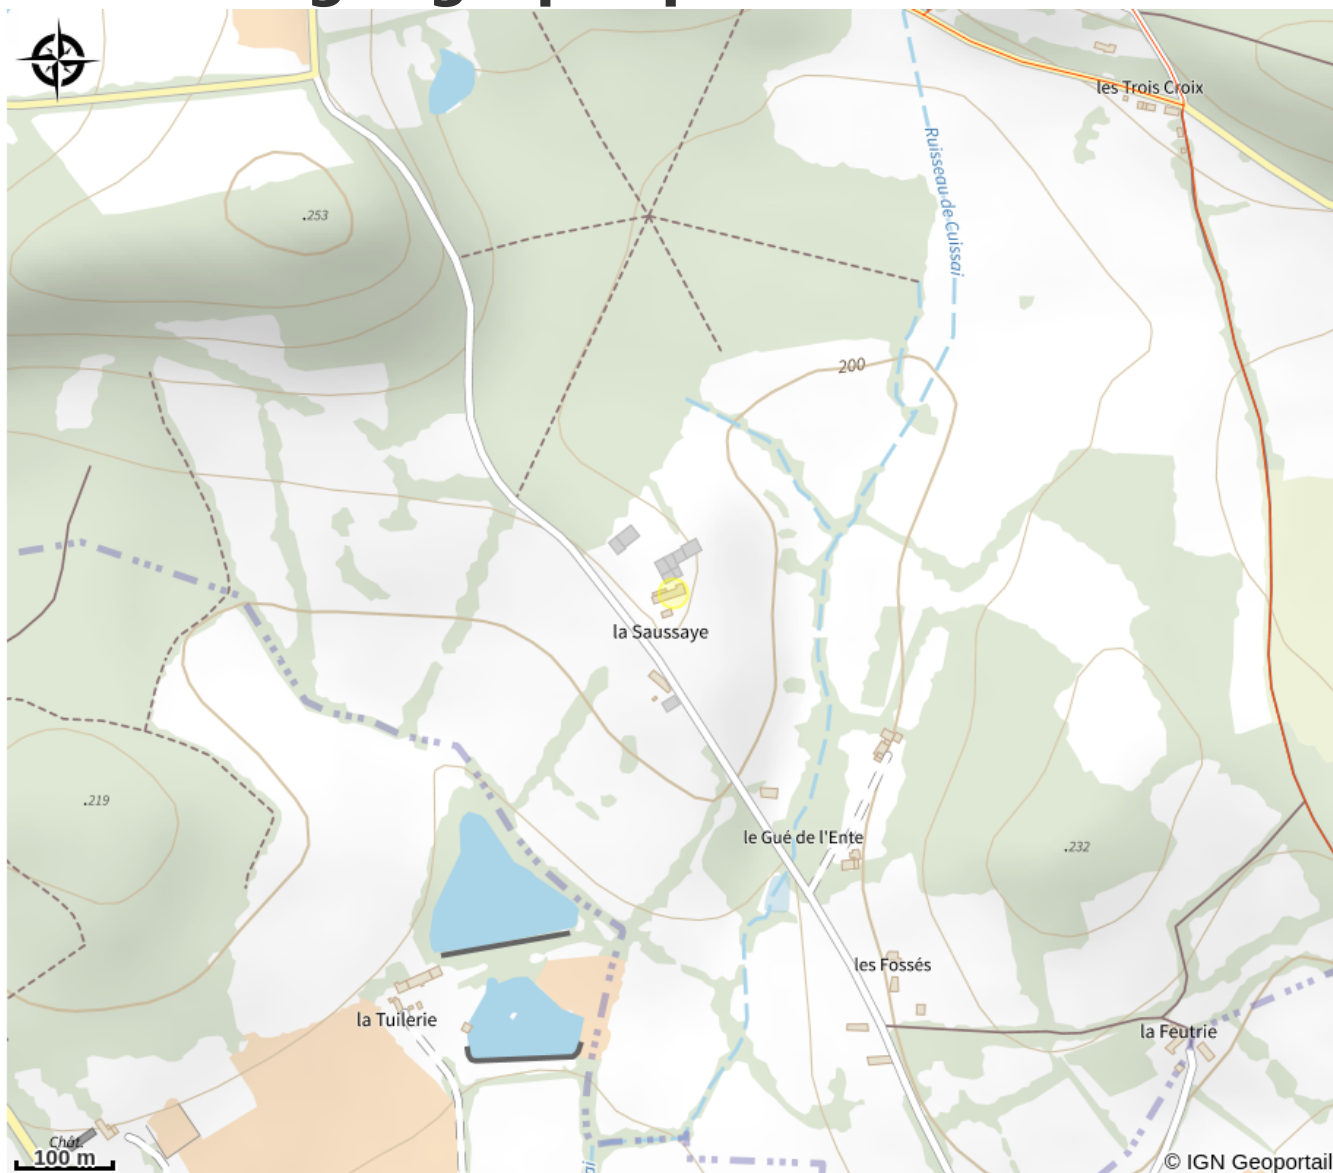 les Trois Croix
Ruisseau de Cuissai
.253
200
la Saussaye
.219
le Gué de l'Ente
.232
les Fossés
la Tuilerie
la Feutrie
Chât.
100 m
© IGN Geoportail